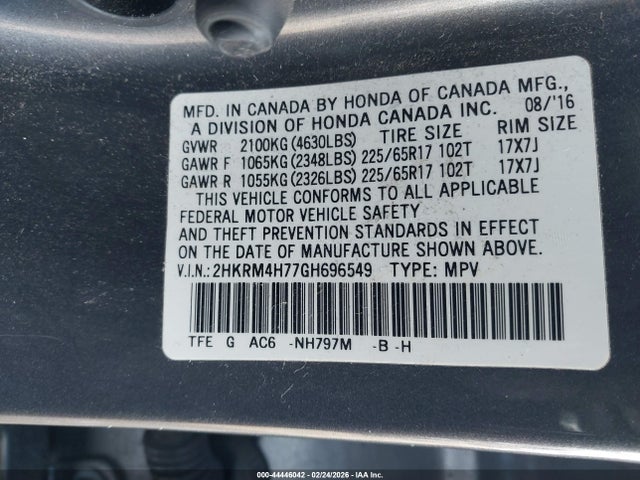 MFD. IN CANADA BY HONDA OF CANADA MFG.,
A DIVISION OF HONDA CANADA INC. 08/'16
GVWR 2100KG(4630LBS) TIRE SIZE RIM SIZE
GAWR F 1065KG(2348LBS) 225/65R17 102T 17X7J
GAWR R 1055KG(2326LBS) 225/65R17 102T 17X7J
THIS VEHICLE CONFORMS TO ALL APPLICABLE
FEDERAL MOTOR VEHICLE SAFETY
AND THEFT PREVENTION STANDARDS IN EFFECT
ON THE DATE OF MANUFACTURE SHOWN ABOVE.
V.I.N.: 2HKRM4H77GH696549 TYPE: MPV
TFE G AC6 -NH797M -B -H
000-44446042 - 02/24/2026 - COPYRIGHT IAA